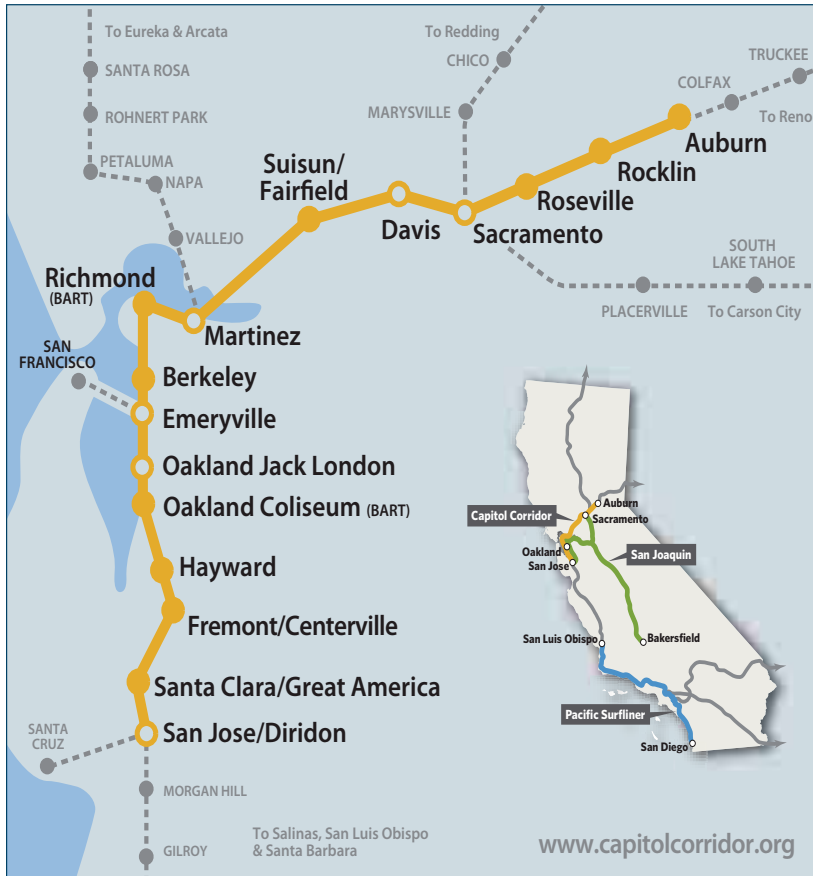 To Eureka & Arcata
SANTA ROSA
ROHNERT PARK
PETALUMA
NAPA
VALLEJO
To Redding
CHICO
MARYSVILLE
TRUCKEE
COLFAX
To Reno
Auburn
Rocklin
Roseville
Sacramento
Davis
Suisun/
Fairfield
SOUTH
LAKE TAHOE
PLACERVILLE
To Carson City
Richmond
(BART)
Martinez
SAN
FRANCISCO
Berkeley
Emeryville
Oakland Jack London
Oakland Coliseum (BART)
Hayward
Fremont/Centerville
Santa Clara/Great America
San Jose/Diridon
SANTA
CRUZ
MORGAN HILL
GILROY
To Salinas, San Luis Obispo
& Santa Barbara
Auburn
Capitol Corridor
Sacramento
Oakland
San Jose
San Joaquin
San Luis Obispo
Bakersfield
Pacific Surfliner
San Diego
www.capitolcorridor.org